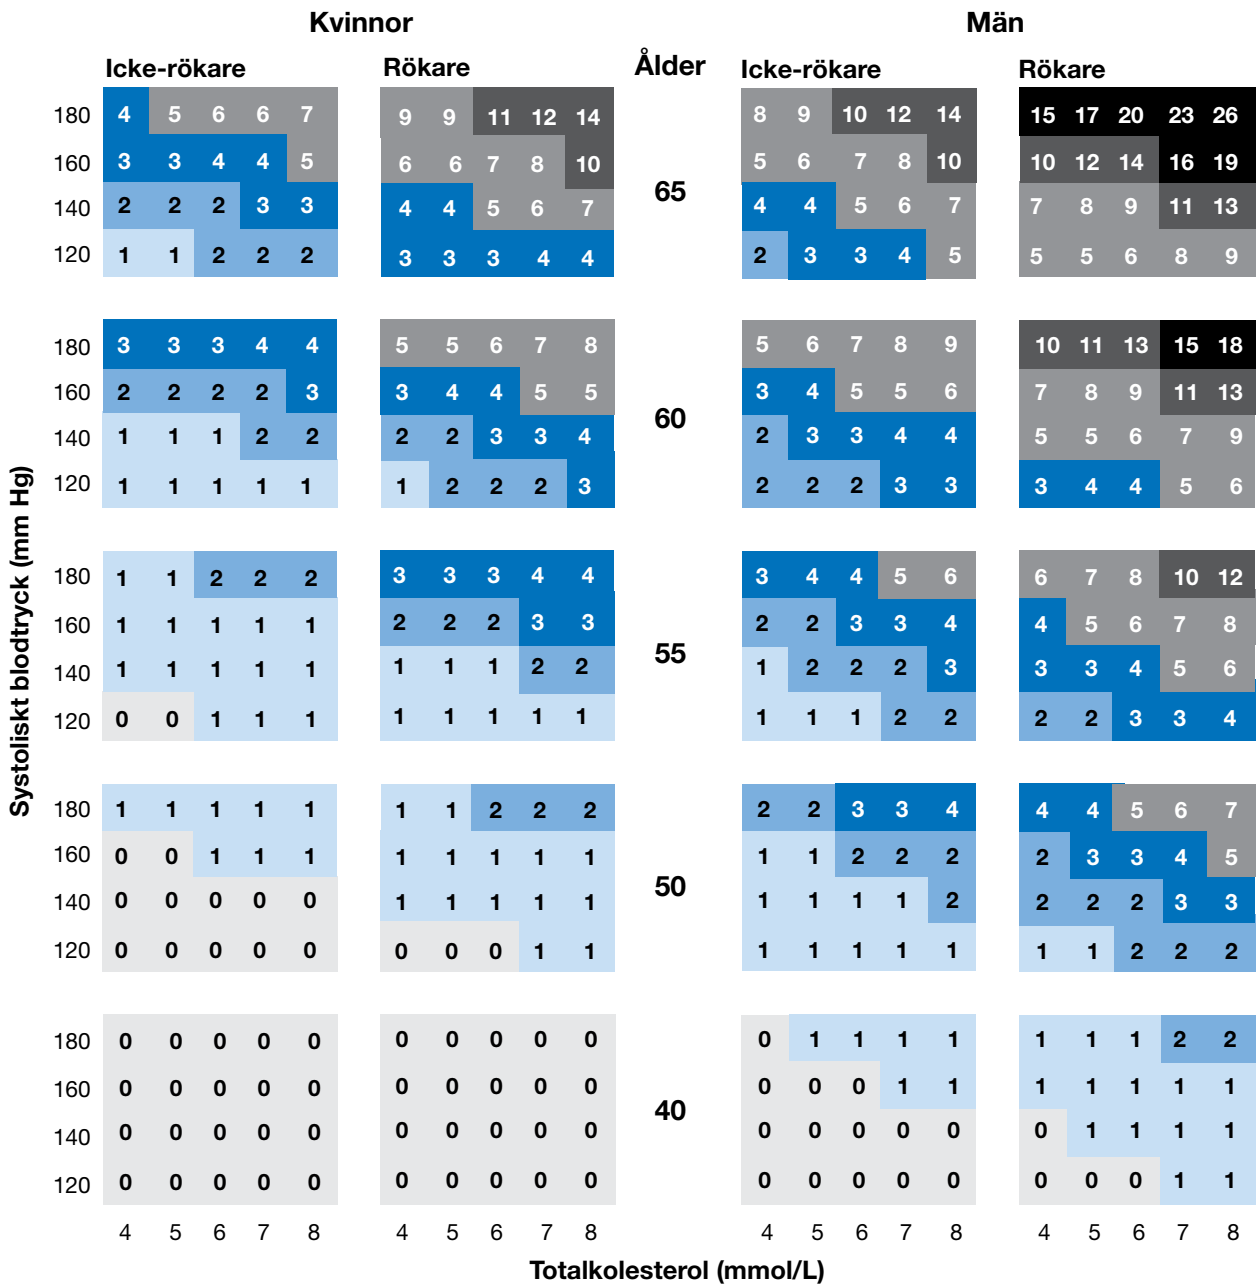 Kvinnor Män
Icke-rökare Rökare Ålder Icke-rökare Rökare
180 4 5 6 6 7 9 9 11 12 14 8 9 10 12 14 15 17 20 23 26
160 3 3 4 4 5 6 6 7 8 10 5 6 7 8 10 10 12 14 16 19
65
140 2 2 2 3 3 4 4 5 6 7 4 4 5 6 7 7 8 9 11 13
120 1 1 2 2 2 3 3 3 4 4 2 3 3 4 5 5 5 6 8 9
180 3 3 3 4 4 5 5 6 7 8 5 6 7 8 9 10 11 13 15 18
160 2 2 2 2 3 3 4 4 5 5 3 4 5 5 6 7 8 9 11 13
60
140 1 1 1 2 2 2 2 3 3 4 2 3 3 4 4 5 5 6 7 9
120 1 1 1 1 1 1 2 2 2 3 2 2 2 3 3 3 4 4 5 6
180 1 1 2 2 2 3 3 3 4 4 3 4 4 5 6 6 7 8 10 12
160 1 1 1 1 1 2 2 2 3 3 2 2 3 3 4 4 5 6 7 8
55
140 1 1 1 1 1 1 1 1 2 2 1 2 2 2 3 3 3 4 5 6
120 0 0 1 1 1 1 1 1 1 1 1 1 1 2 2 2 2 3 3 4
180 1 1 1 1 1 1 1 2 2 2 2 2 3 3 4 4 4 5 6 7
160 0 0 1 1 1 1 1 1 1 1 1 1 2 2 2 2 3 3 4 5
50
140 0 0 0 0 0 1 1 1 1 1 1 1 1 1 2 2 2 2 3 3
120 0 0 0 0 0 0 0 0 1 1 1 1 1 1 1 1 1 2 2 2
180 0 0 0 0 0 0 0 0 0 0 0 1 1 1 1 1 1 1 2 2
160 0 0 0 0 0 0 0 0 0 0 0 0 0 1 1 1 1 1 1 1
40
140 0 0 0 0 0 0 0 0 0 0 0 0 0 0 0 0 1 1 1 1
120 0 0 0 0 0 0 0 0 0 0 0 0 0 0 0 0 0 0 1 1
4 5 6 7 8 4 5 6 7 8 4 5 6 7 8 4 5 6 7 8
Totalkolesterol (mmol/L)
Systoliskt blodtryck (mm Hg)